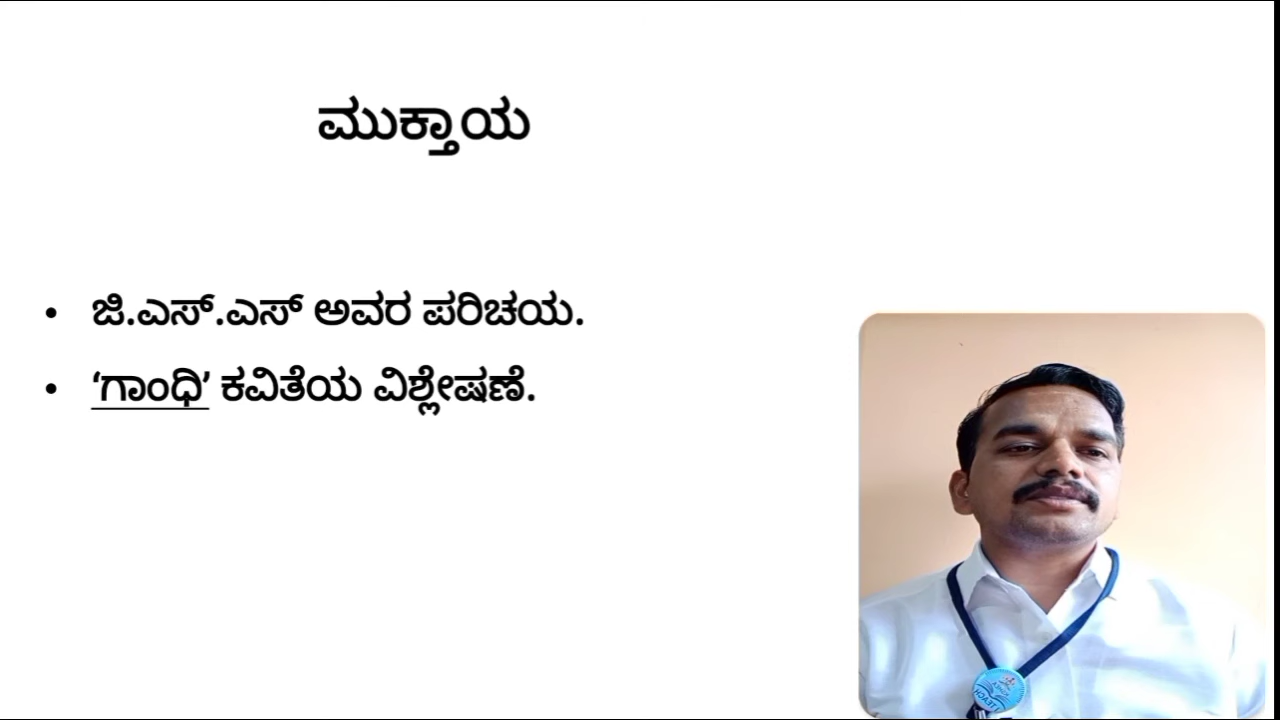 ಮುಕ್ತಾಯ
• ಜಿ.ಎಸ್.ಎಸ್ ಅವರ ಪರಿಚಯ.
• ‘ಗಾಂಧಿ’ ಕವಿತೆಯ ವಿಶ್ಲೇಷಣೆ.